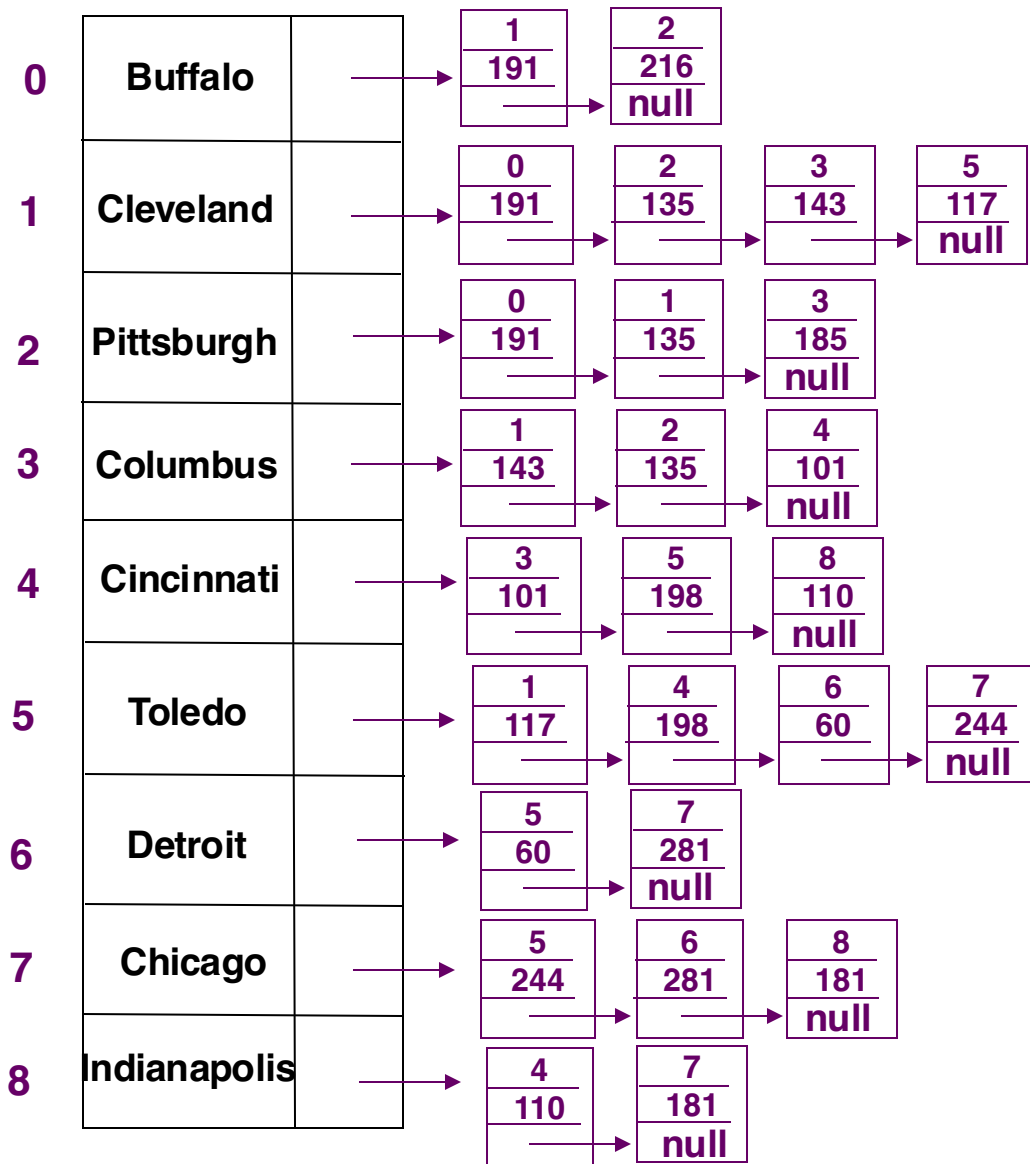 0 Buffalo 1 2
191 216
null
1 Cleveland 0 2 3 5
191 135 143 117
null
2 Pittsburgh 0 1 3
191 135 185
null
3 Columbus 1 2 4
143 135 101
null
4 Cincinnati 3 5 8
101 198 110
null
5 Toledo 1 4 6 7
117 198 60 244
null
6 Detroit 5 7
60 281
null
7 Chicago 5 6 8
244 281 181
null
8 Indianapolis 4 7
110 181
null